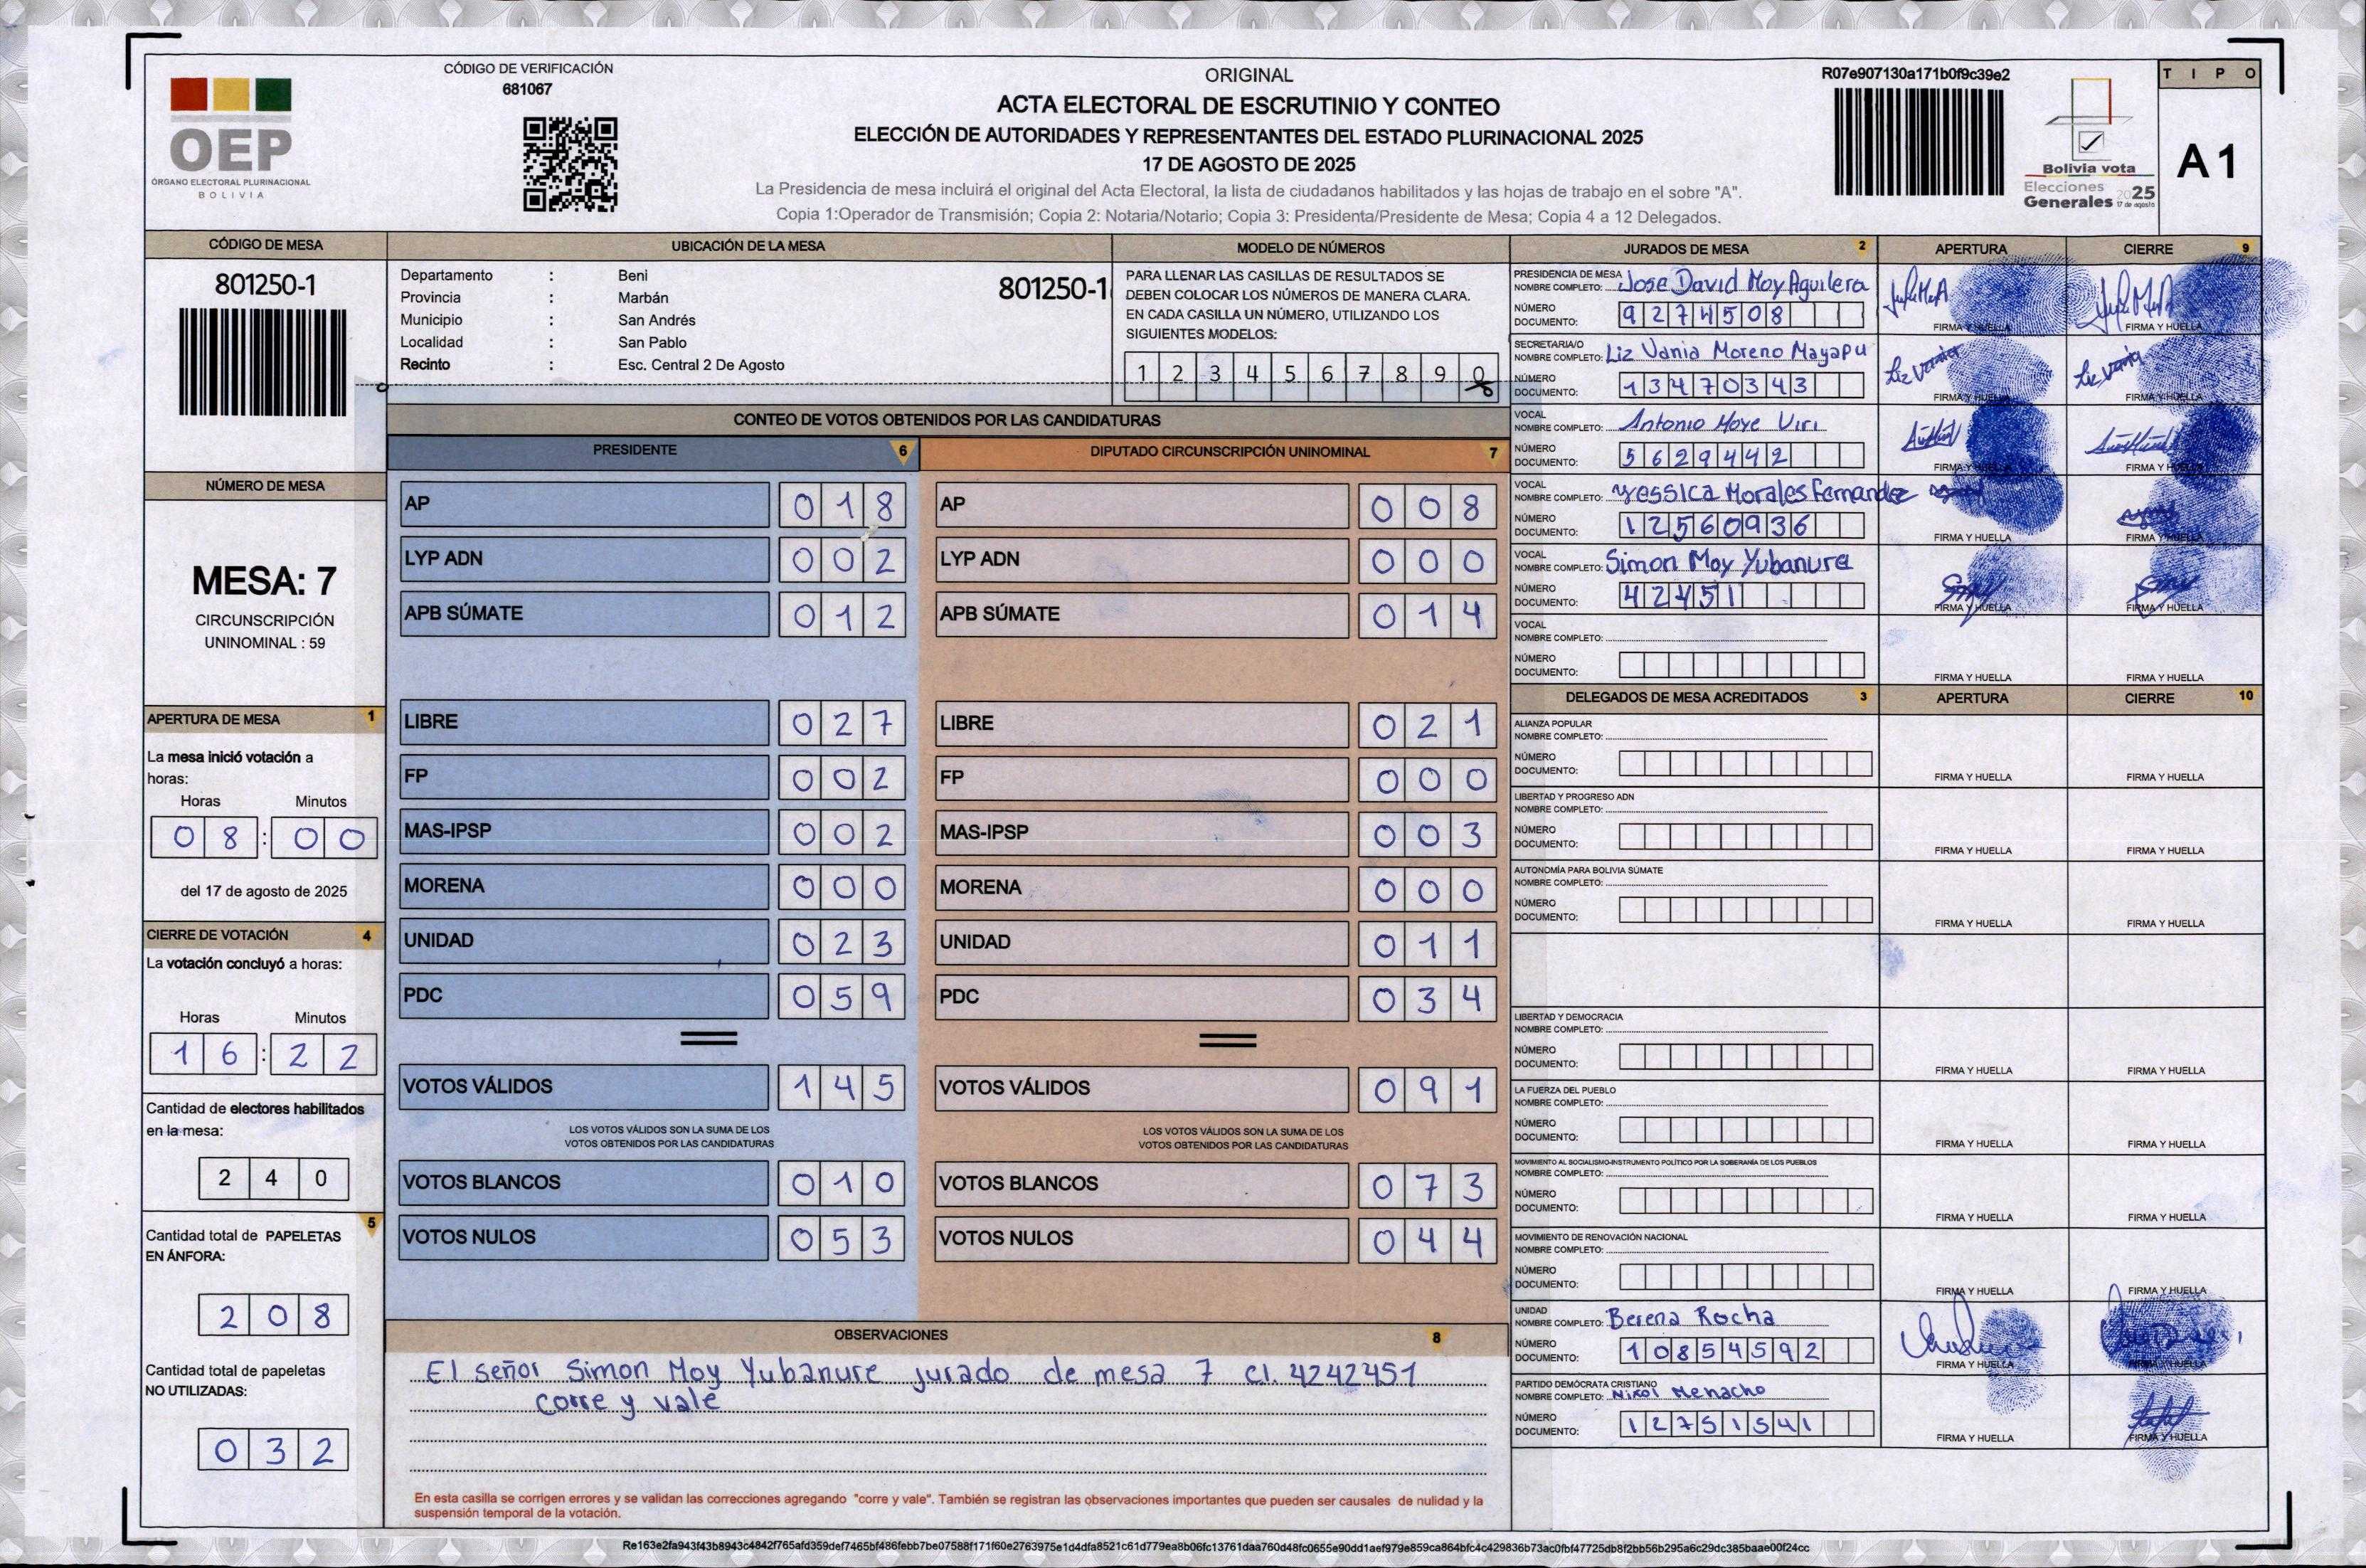 CÓDIGO DE VERIFICACIÓN
681067
OEP
ÓRGANO ELECTORAL PLURINACIONAL
BOLIVIA
ORIGINAL
ACTA ELECTORAL DE ESCRUTINIO Y CONTEO
ELECCIÓN DE AUTORIDADES Y REPRESENTANTES DEL ESTADO PLURINACIONAL 2025
17 DE AGOSTO DE 2025
La Presidencia de mesa incluirá el original del Acta Electoral, la lista de ciudadanos habilitados y las hojas de trabajo en el sobre "A".
Copia 1:Operador de Transmisión; Copia 2: Notaria/Notario; Copia 3: Presidenta/Presidente de Mesa; Copia 4 a 12 Delegados.
R07e907130a171b0f9c39e2
Bolivia vota
Elecciones
Generales 2025
17 de agosto
TIPO
A1
CÓDIGO DE MESA
801250-1
UBICACIÓN DE LA MESA
Departamento : Beni
Provincia : Marbán
Municipio : San Andrés
Localidad : San Pablo
Recinto : Esc. Central 2 De Agosto
801250-1
MODELO DE NÚMEROS
PARA LLENAR LAS CASILLAS DE RESULTADOS SE
DEBEN COLOCAR LOS NÚMEROS DE MANERA CLARA.
EN CADA CASILLA UN NÚMERO, UTILIZANDO LOS
SIGUIENTES MODELOS:
1 2 3 4 5 6 7 8 9 0
NÚMERO DE MESA
MESA: 7
CIRCUNSCRIPCIÓN
UNINOMINAL : 59
APERTURA DE MESA 1
La mesa inició votación a
horas:
Horas Minutos
08 : 00
del 17 de agosto de 2025
CIERRE DE VOTACIÓN 4
La votación concluyó a horas:
Horas Minutos
16 : 22
Cantidad de electores habilitados
en la mesa:
240
5
Cantidad total de PAPELETAS
EN ÁNFORA:
208
Cantidad total de papeletas
NO UTILIZADAS:
032
CONTEO DE VOTOS OBTENIDOS POR LAS CANDIDATURAS
PRESIDENTE 6
AP 018
LYP ADN 002
APB SÚMATE 012
LIBRE 027
FP 002
MAS-IPSP 002
MORENA 000
UNIDAD 023
PDC 059
VOTOS VÁLIDOS 145
LOS VOTOS VÁLIDOS SON LA SUMA DE LOS
VOTOS OBTENIDOS POR LAS CANDIDATURAS
VOTOS BLANCOS 010
VOTOS NULOS 053
DIPUTADO CIRCUNSCRIPCIÓN UNINOMINAL 7
AP 008
LYP ADN 000
APB SÚMATE 014
LIBRE 021
FP 000
MAS-IPSP 003
MORENA 000
UNIDAD 011
PDC 034
VOTOS VÁLIDOS 091
LOS VOTOS VÁLIDOS SON LA SUMA DE LOS
VOTOS OBTENIDOS POR LAS CANDIDATURAS
VOTOS BLANCOS 073
VOTOS NULOS 044
OBSERVACIONES 8
El señor Simon Moy Yubanure jurado de mesa 7 CI. 4242451
corre y vale
En esta casilla se corrigen errores y se validan las correcciones agregando "corre y vale". También se registran las observaciones importantes que pueden ser causales de nulidad y la
suspensión temporal de la votación.
JURADOS DE MESA 2 APERTURA CIERRE 9
PRESIDENCIA DE MESA
NOMBRE COMPLETO: Jose David Moy Aguilera
NÚMERO
DOCUMENTO: 9274508
FIRMA Y HUELLA FIRMA Y HUELLA
SECRETARIA/O
NOMBRE COMPLETO: Liz Vania Moreno Mayapu
NÚMERO
DOCUMENTO: 13470343
FIRMA Y HUELLA FIRMA Y HUELLA
VOCAL
NOMBRE COMPLETO: Antonio Moye Viri
NÚMERO
DOCUMENTO: 5629442
FIRMA Y HUELLA FIRMA Y HUELLA
VOCAL
NOMBRE COMPLETO: Yessica Morales Fernandez
NÚMERO
DOCUMENTO: 12560936
FIRMA Y HUELLA FIRMA Y HUELLA
VOCAL
NOMBRE COMPLETO: Simon Moy Yubanure
NÚMERO
DOCUMENTO: 42451
FIRMA Y HUELLA FIRMA Y HUELLA
VOCAL
NOMBRE COMPLETO:
NÚMERO
DOCUMENTO:
FIRMA Y HUELLA FIRMA Y HUELLA
DELEGADOS DE MESA ACREDITADOS 3 APERTURA CIERRE 10
ALIANZA POPULAR
NOMBRE COMPLETO:
NÚMERO
DOCUMENTO:
FIRMA Y HUELLA FIRMA Y HUELLA
LIBERTAD Y PROGRESO ADN
NOMBRE COMPLETO:
NÚMERO
DOCUMENTO:
FIRMA Y HUELLA FIRMA Y HUELLA
AUTONOMÍA PARA BOLIVIA SÚMATE
NOMBRE COMPLETO:
NÚMERO
DOCUMENTO:
FIRMA Y HUELLA FIRMA Y HUELLA
LIBERTAD Y DEMOCRACIA
NOMBRE COMPLETO:
NÚMERO
DOCUMENTO:
FIRMA Y HUELLA FIRMA Y HUELLA
LA FUERZA DEL PUEBLO
NOMBRE COMPLETO:
NÚMERO
DOCUMENTO:
FIRMA Y HUELLA FIRMA Y HUELLA
MOVIMIENTO AL SOCIALISMO-INSTRUMENTO POLÍTICO POR LA SOBERANÍA DE LOS PUEBLOS
NOMBRE COMPLETO:
NÚMERO
DOCUMENTO:
FIRMA Y HUELLA FIRMA Y HUELLA
MOVIMIENTO DE RENOVACIÓN NACIONAL
NOMBRE COMPLETO:
NÚMERO
DOCUMENTO:
FIRMA Y HUELLA FIRMA Y HUELLA
UNIDAD
NOMBRE COMPLETO: Berena Rocha
NÚMERO
DOCUMENTO: 10854592
FIRMA Y HUELLA FIRMA Y HUELLA
PARTIDO DEMÓCRATA CRISTIANO
NOMBRE COMPLETO: Nikol Menacho
NÚMERO
DOCUMENTO: 12751541
FIRMA Y HUELLA FIRMA Y HUELLA